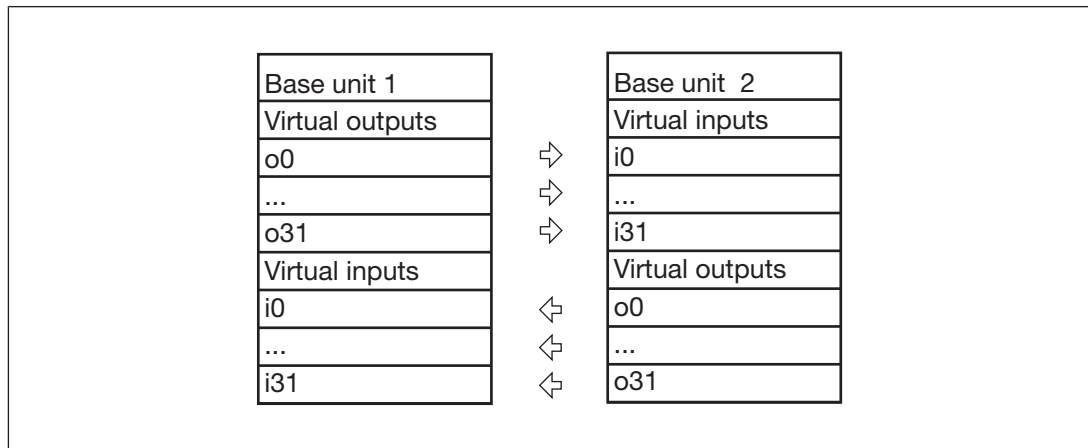 Base unit 1
Virtual outputs
o0
...
o31
Virtual inputs
i0
...
i31
Base unit 2
Virtual inputs
i0
...
i31
Virtual outputs
o0
...
o31